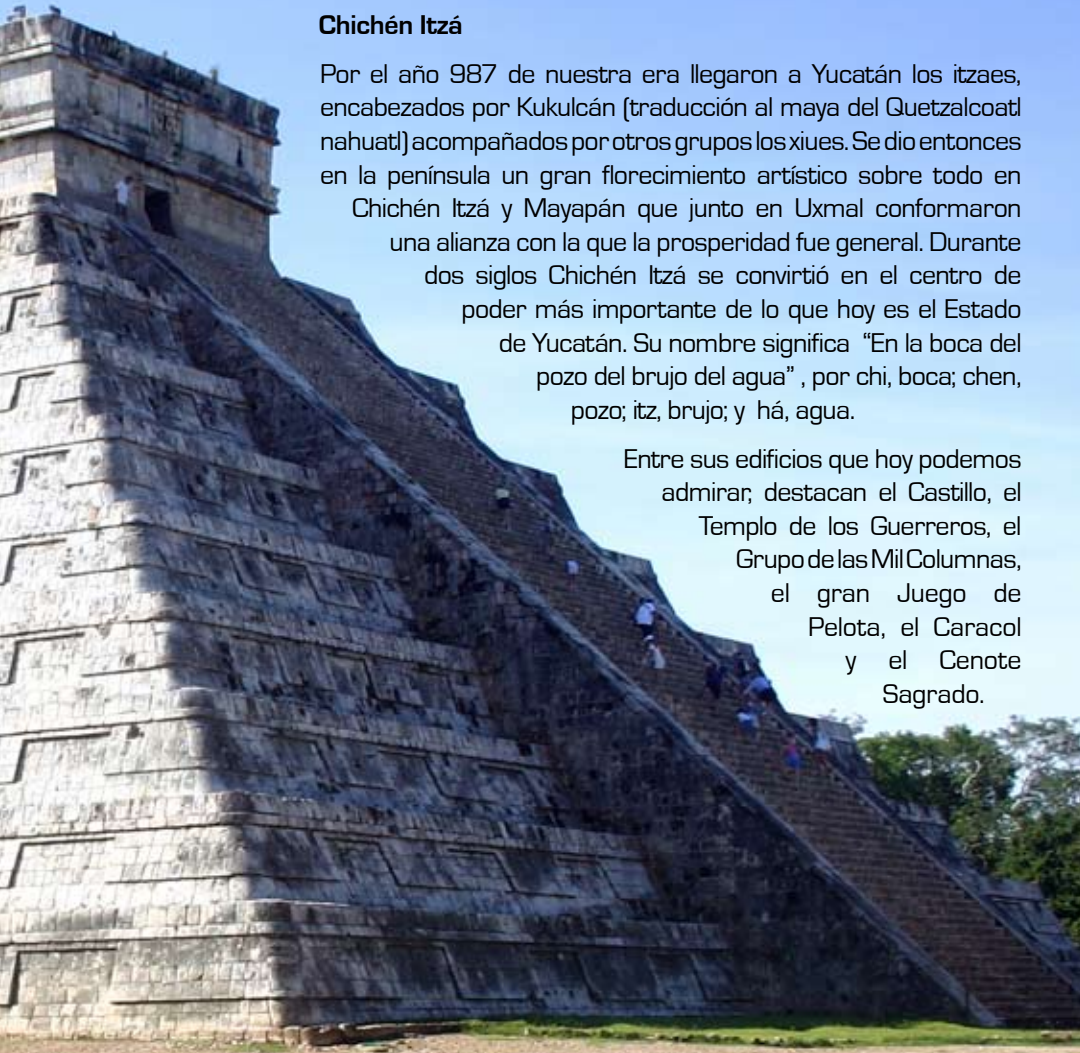 Chichén Itzá
Por el año 987 de nuestra era llegaron a Yucatán los itzaes,
encabezados por Kukulcán (traducción al maya del Quetzalcoatl
nahuatl) acompañados por otros grupos los xiues. Se dio entonces
en la península un gran florecimiento artístico sobre todo en
Chichén Itzá y Mayapán que junto en Uxmal conformaron
una alianza con la que la prosperidad fue general. Durante
dos siglos Chichén Itzá se convirtió en el centro de
poder más importante de lo que hoy es el Estado
de Yucatán. Su nombre significa “En la boca del
pozo del brujo del agua” , por chi, boca; chen,
pozo; itz, brujo; y há, agua.
Entre sus edificios que hoy podemos
admirar, destacan el Castillo, el
Templo de los Guerreros, el
Grupo de las Mil Columnas,
el gran Juego de
Pelota, el Caracol
y el Cenote
Sagrado.